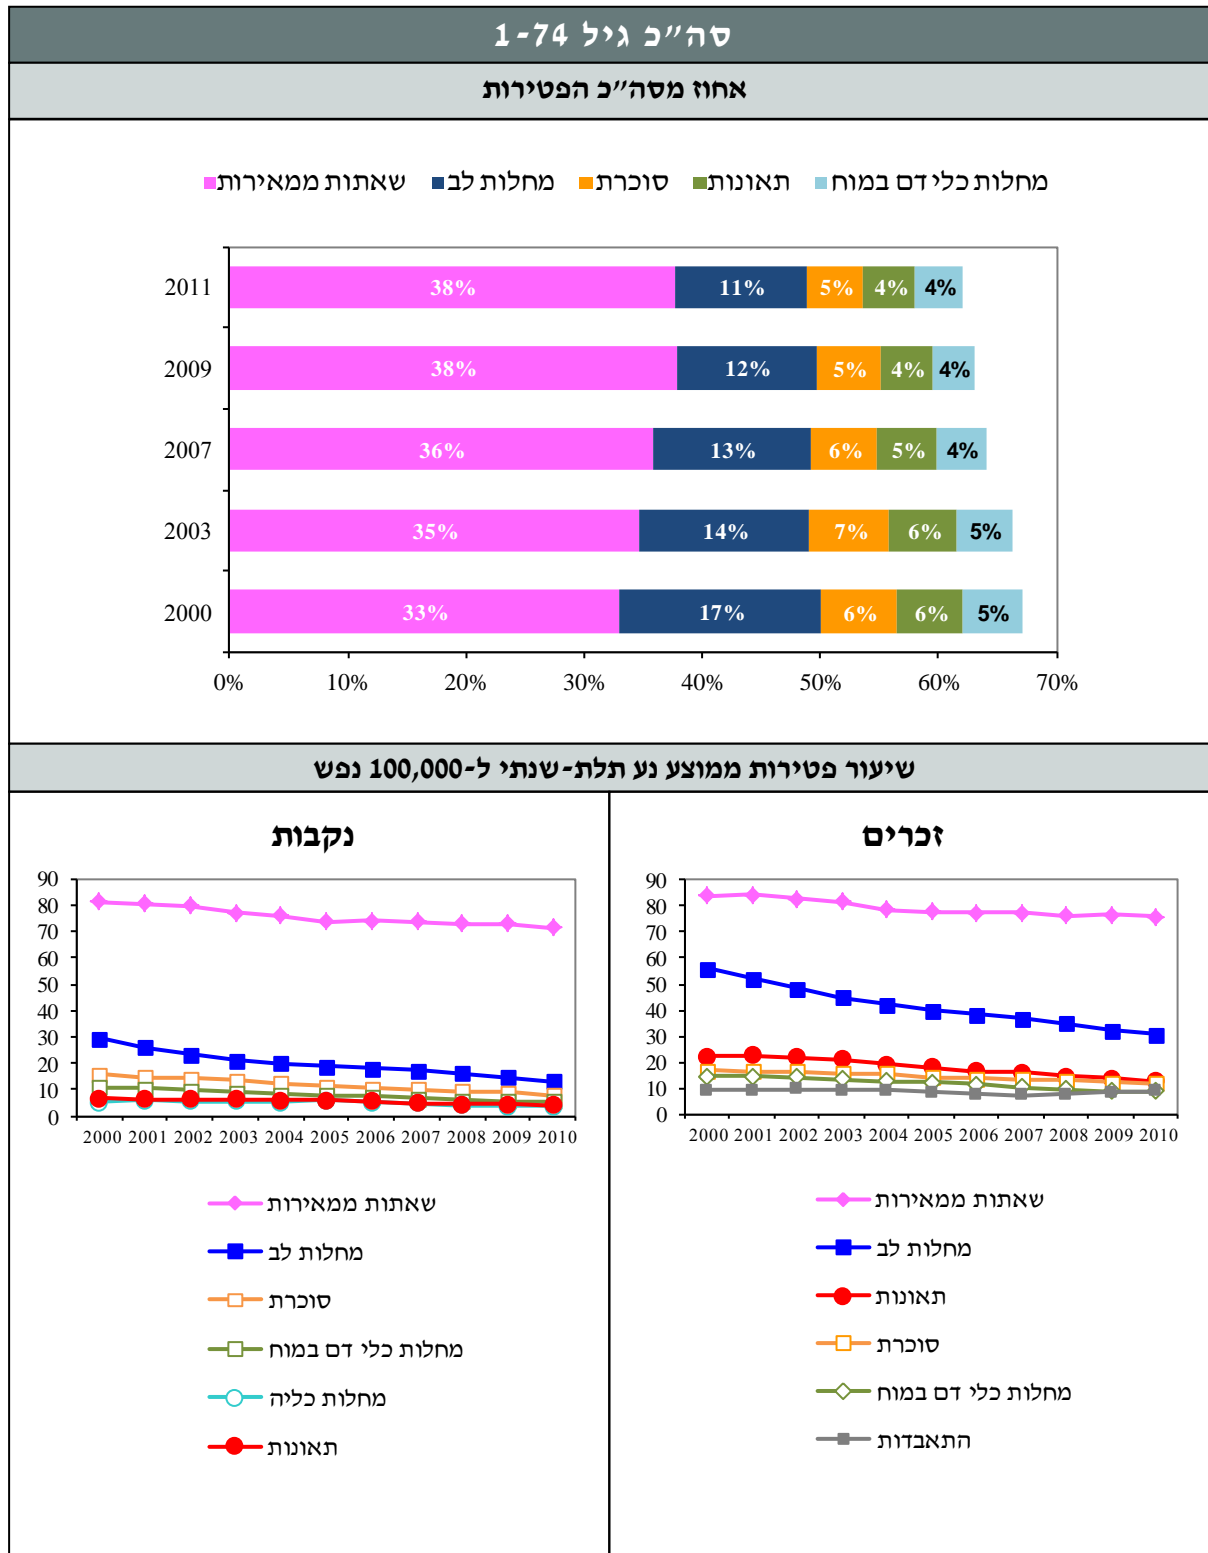 סה"כ גיל 1-74
אחוז מסה"כ הפטירות
שאתות ממאירות מחלות לב סוכרת תאונות מחלות כלי דם במוח
2011 38% 11% 5% 4% 4%
2009 38% 12% 5% 4% 4%
2007 36% 13% 6% 5% 4%
2003 35% 14% 7% 6% 5%
2000 33% 17% 6% 6% 5%
0% 10% 20% 30% 40% 50% 60% 70%
שיעור פטירות ממוצע נע תלת-שנתי ל-100,000 נפש
זכרים
90
80
70
60
50
40
30
20
10
0
2000 2001 2002 2003 2004 2005 2006 2007 2008 2009 2010
שאתות ממאירות
מחלות לב
תאונות
סוכרת
מחלות כלי דם במוח
התאבדות
נקבות
90
80
70
60
50
40
30
20
10
0
2000 2001 2002 2003 2004 2005 2006 2007 2008 2009 2010
שאתות ממאירות
מחלות לב
סוכרת
מחלות כלי דם במוח
מחלות כליה
תאונות